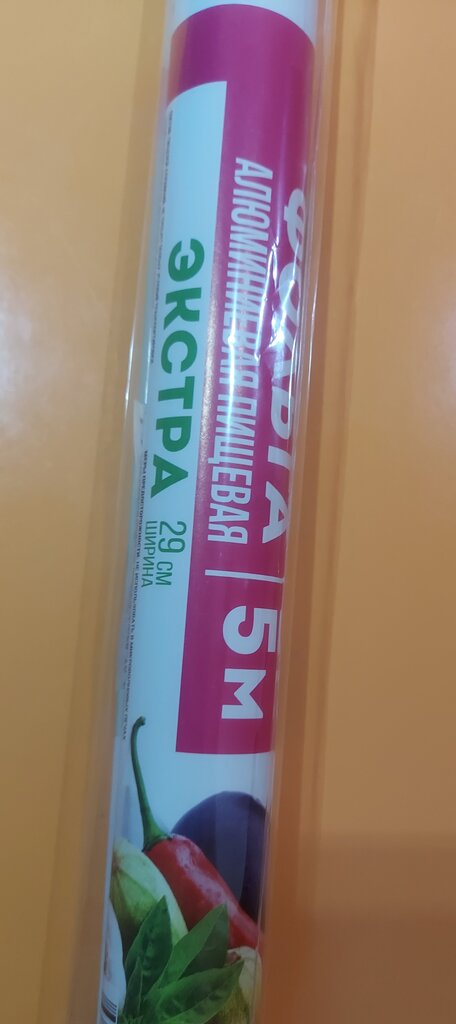 ФОЛЬГА
АЛЮМИНИЕВАЯ ПИЩЕВАЯ
5 М
ЭКСТРА
29 СМ
ШИРИНА